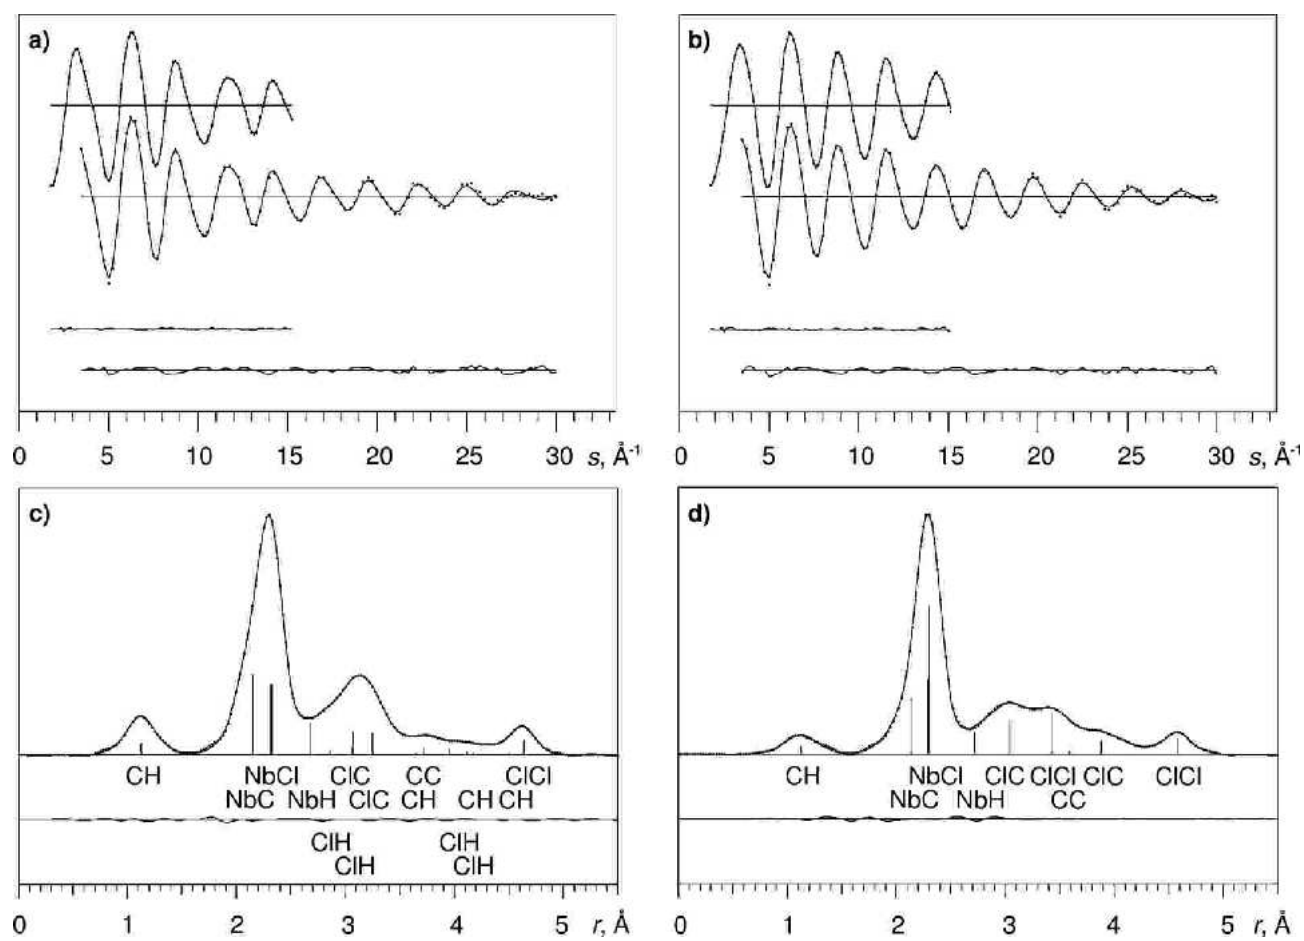 a)
b)
0 5 10 15 20 25 30 s, Å-1
0 5 10 15 20 25 30 s, Å-1
c)
d)
CH NbCl ClC CC ClCl
NbC NbH ClC CH CH CH
ClH ClH
ClH ClH
CH NbCl ClC ClCl ClC ClCl
NbC NbH CC
0 1 2 3 4 5 r, Å
0 1 2 3 4 5 r, Å